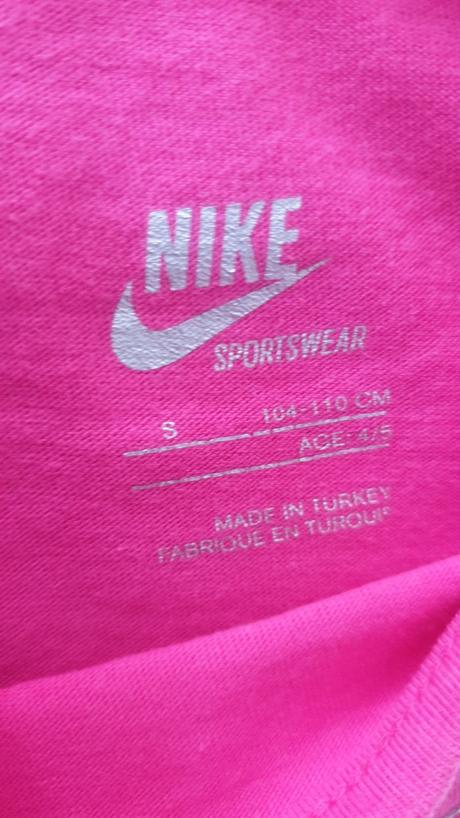 NIKE
SPORTSWEAR
S 104-110 CM
AGE: 4/5
MADE IN TURKEY
FABRIQUE EN TURQUIE